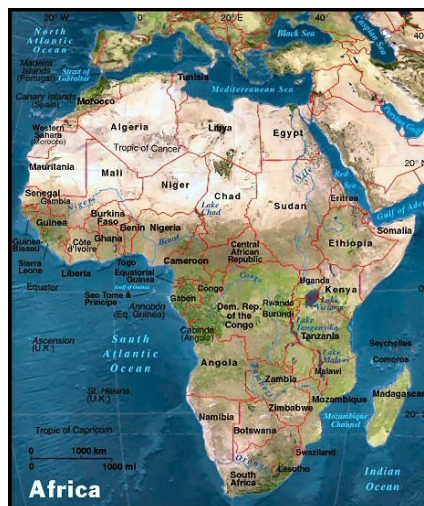 20° W
0°
20° E
40°
North
Atlantic
Ocean
Black Sea
Caspian Sea
Madeira
Islands
(Portugal)
Strait of
Gibraltar
Tunisia
Mediterranean Sea
Canary Islands
(Spain)
Morocco
Algeria
Libya
Egypt
Persian Gulf
Western
Sahara
(Morocco)
Tropic of Cancer
Nile
Red
Sea
Mauritania
Mali
Niger
Chad
Sudan
Eritrea
Senegal
Gambia
Niger
Lake
Chad
Gulf of Aden
Guinea
Burkina
Faso
Benin
Nigeria
Somalia
Guinea-
Bissau
Côte
d'Ivoire
Ghana
Benue
Central
African
Republic
Ethiopia
Sierra
Leone
Liberia
Togo
Cameroon
Equatorial
Guinea
Gulf of Guinea
Congo
Uganda
Kenya
Equator
Sao Tome &
Principe
Gabon
Congo
Dem. Rep.
of the
Congo
Rwanda
Burundi
Lake
Victoria
Annobón
(Eq. Guinea)
Lake
Tanganyika
Tanzania
Cabinda
(Angola)
Ascension
(U.K.)
South
Atlantic
Ocean
Seychelles
Comoros
Angola
Lake
Malawi
Malawi
Zambia
Zambezi
St. Helena
(U.K.)
Mozambique
Madagascar
Zimbabwe
Namibia
Botswana
Mozambique
Channel
Tropic of Capricorn
Swaziland
Orange
Lesotho
South
Africa
0
1000 km
0
1000 mi
Africa
Indian
Ocean
20° W
0°
20°
40°